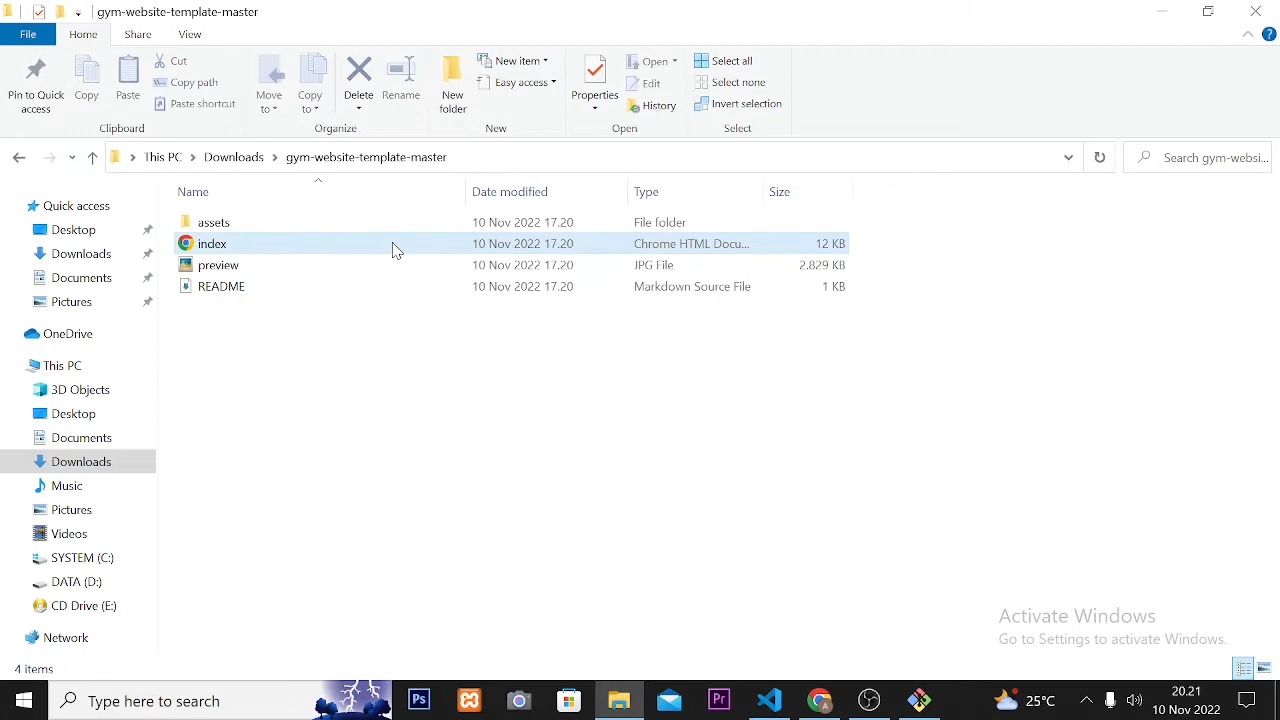 gym-website-template-master
File Home Share View
Pin to Quick access
Copy
Paste
Cut
Copy path
Paste shortcut
Clipboard
Move to
Copy to
Delete
Rename
Organize
New folder
New item
Easy access
New
Properties
Open
Edit
History
Open
Select all
Select none
Invert selection
Select
This PC Downloads gym-website-template-master
Search gym-websi...
Name Date modified Type Size
assets 10 Nov 2022 17.20 File folder
index 10 Nov 2022 17.20 Chrome HTML Docu... 12 KB
preview 10 Nov 2022 17.20 JPG File 2.829 KB
README 10 Nov 2022 17.20 Markdown Source File 1 KB
Quick access
Desktop
Downloads
Documents
Pictures
OneDrive
This PC
3D Objects
Desktop
Documents
Downloads
Music
Pictures
Videos
SYSTEM (C:)
DATA (D:)
CD Drive (E:)
Network
Activate Windows
Go to Settings to activate Windows.
4 items
Type here to search
Ps
Pr
25°C
20.21
10 Nov 2022